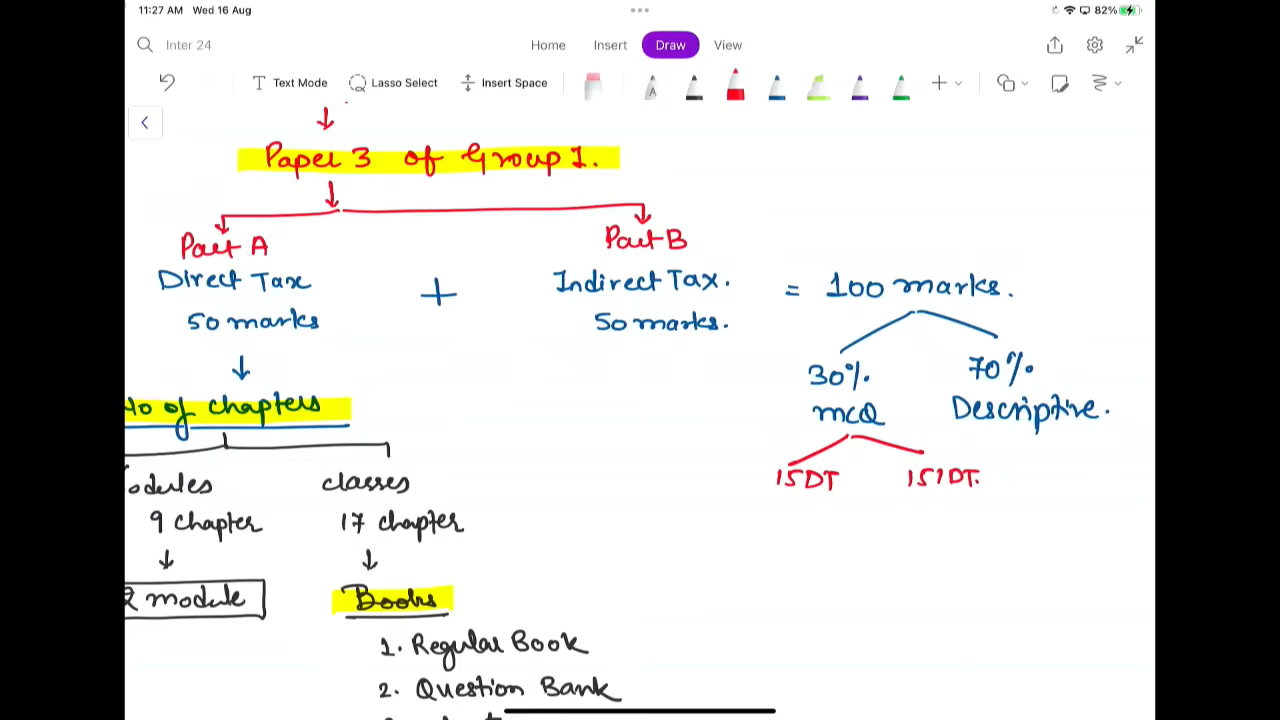 11:27 AM Wed 16 Aug
82%
Inter 24
Home Insert Draw View
Text Mode Lasso Select Insert Space
Paper 3 of Group 1.
Part A Part B
Direct Tax + Indirect Tax. = 100 marks.
50 marks 50 marks.
30% 70%
MCQ Descriptive.
15 DT 15 IDT.
No of chapters
odules classes
9 chapter 17 chapter
module Books
1. Regular Book
2. Question Bank